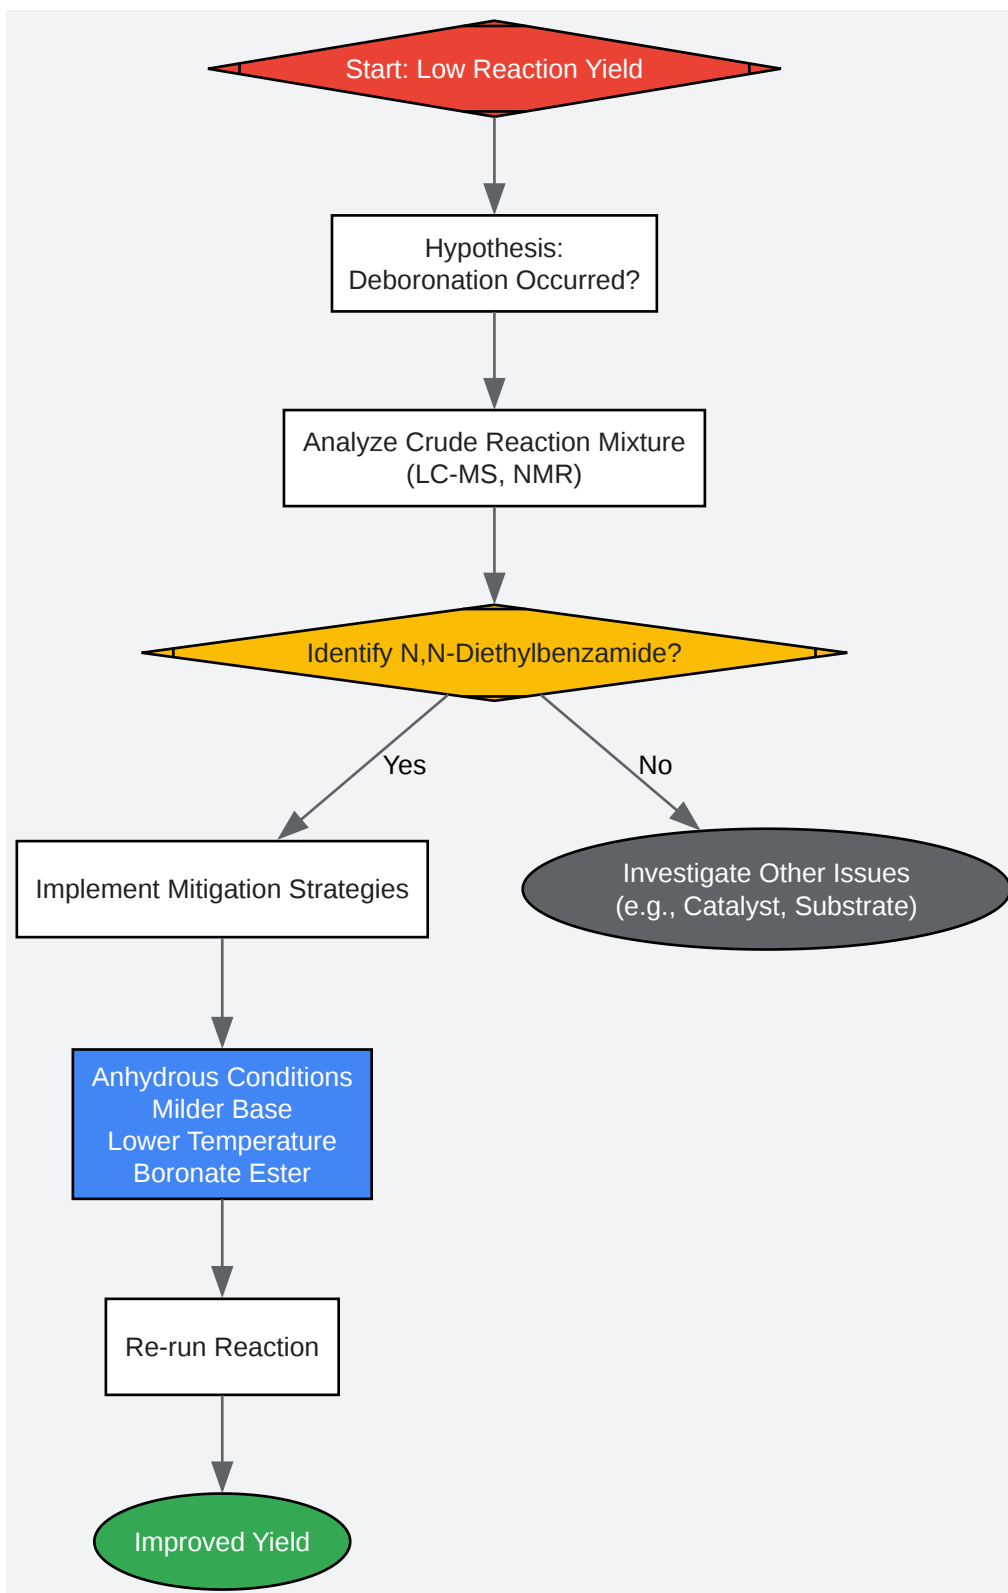 Start: Low Reaction Yield
Hypothesis:
Deboronation Occurred?
Analyze Crude Reaction Mixture
(LC-MS, NMR)
Identify N,N-Diethylbenzamide?
Yes
No
Implement Mitigation Strategies
Investigate Other Issues
(e.g., Catalyst, Substrate)
Anhydrous Conditions
Milder Base
Lower Temperature
Boronate Ester
Re-run Reaction
Improved Yield